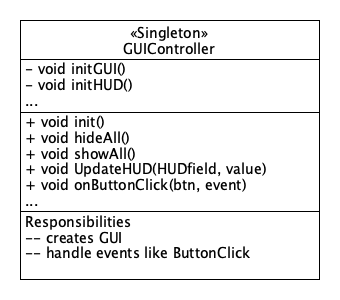 «Singleton»
GUIController
- void initGUI()
- void initHUD()
...
+ void init()
+ void hideAll()
+ void showAll()
+ void UpdateHUD(HUDfield, value)
+ void onButtonClick(btn, event)
...
Responsibilities
-- creates GUI
-- handle events like ButtonClick